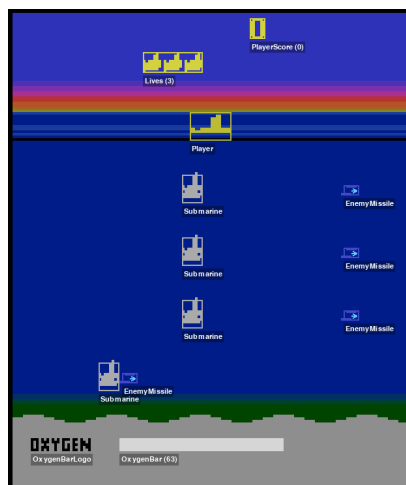 PlayerScore (0)
Lives (3)
Player
Submarine
EnemyMissile
Submarine
EnemyMissile
Submarine
EnemyMissile
EnemyMissile
Submarine
OXYGEN
OxygenBarLogo
OxygenBar (63)